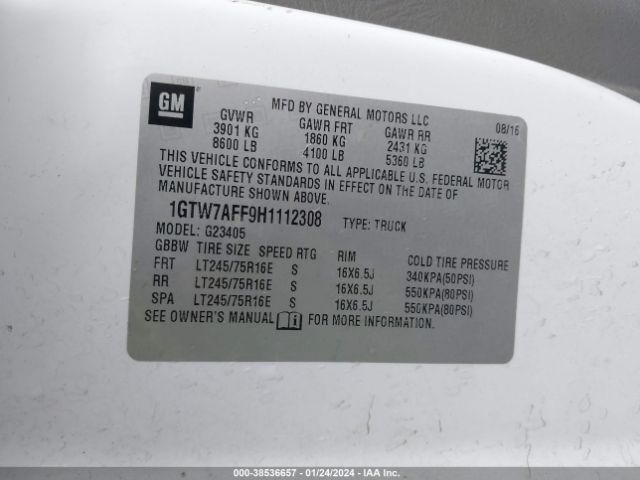 GM
MFD BY GENERAL MOTORS LLC
08/16
GVWR GAWR FRT GAWR RR
3901 KG 1860 KG 2431 KG
8600 LB 4100 LB 5360 LB
THIS VEHICLE CONFORMS TO ALL APPLICABLE U.S. FEDERAL MOTOR
VEHICLE SAFETY STANDARDS IN EFFECT ON THE DATE OF
MANUFACTURE SHOWN ABOVE.
1GTW7AFF9H1112308 TYPE: TRUCK
MODEL: G23405
GBBW TIRE SIZE SPEED RTG RIM COLD TIRE PRESSURE
FRT LT245/75R16E S 16X6.5J 340KPA(50PSI)
RR LT245/75R16E S 16X6.5J 550KPA(80PSI)
SPA LT245/75R16E S 16X6.5J 550KPA(80PSI)
SEE OWNER'S MANUAL FOR MORE INFORMATION.
000-38536657 - 01/24/2024 - IAA Inc.